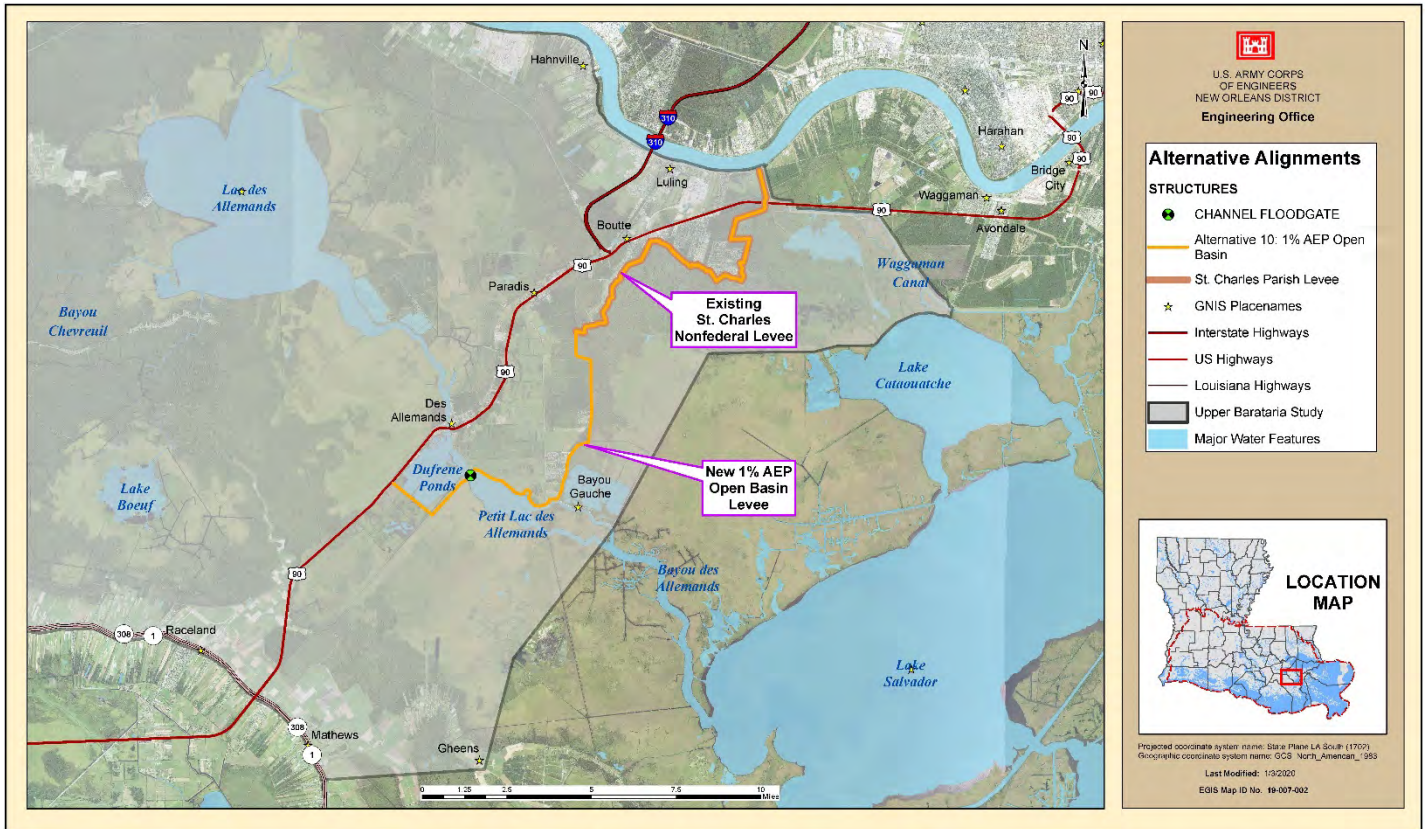 Hahnville
N
90
90
310
Harahan
90
310
Bridge
City
90
Luling
Waggaman
Lac des
Allemands
Avondale
90
Boutte
90
Waggaman
Canal
Paradis
Existing
St. Charles
Nonfederal Levee
Bayou
Chevreuil
Lake
Cataouatche
90
Des
Allemands
Dufrene
Ponds
New 1% AEP
Open Basin
Levee
Lake
Boeuf
Bayou
Gauche
Petit Lac des
Allemands
Bayou des
Allemands
90
308
1
Raceland
Lake
Salvador
308
Mathews
1
Gheens
0 1.25 2.5 5 7.5 10
Miles
U.S. ARMY CORPS
OF ENGINEERS
NEW ORLEANS DISTRICT
Engineering Office
Alternative Alignments
STRUCTURES
CHANNEL FLOODGATE
Alternative 10: 1% AEP Open
Basin
St. Charles Parish Levee
GNIS Placenames
Interstate Highways
US Highways
Louisiana Highways
Upper Barataria Study
Major Water Features
LOCATION
MAP
Projected coordinate system name: State Plane LA South (1702)
Geographic coordinate system name: GCS_North_American_1983
Last Modified: 1/3/2020
EGIS Map ID No. 19-007-002